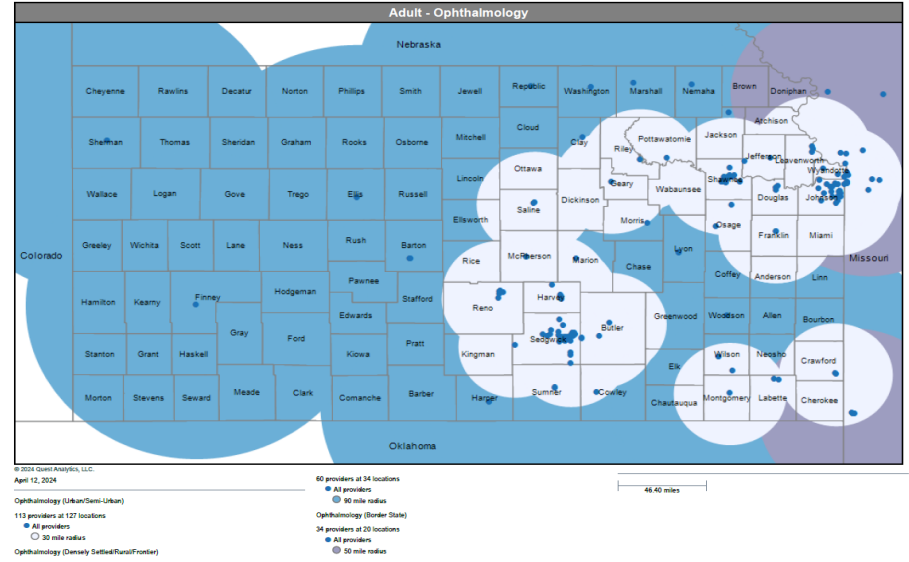 Adult - Ophthalmology
Nebraska
Cheyenne Rawlins Decatur Norton Phillips Smith Jewell Republic Washington Marshall Nemaha Brown Doniphan
Sherman Thomas Sheridan Graham Rooks Osborne Mitchell Cloud Clay Riley Pottawatomie Jackson Atchison
Jefferson Leavenworth
Wyandotte
Wallace Logan Gove Trego Ellis Russell Lincoln Ottawa Geary Wabaunsee Shawnee Douglas Johnson
Saline Dickinson Morris Osage
Ellsworth
Franklin Miami
Colorado
Greeley Wichita Scott Lane Ness Rush Barton Rice McPherson Marion Chase Lyon
Missouri
Coffey Anderson Linn
Hamilton Kearny Finney Hodgeman Pawnee Stafford Reno Harvey
Edwards
Gray Ford Pratt Butler Greenwood Woodson Allen Bourbon
Stanton Grant Haskell Kiowa Kingman Sedgwick Elk Wilson Neosho Crawford
Morton Stevens Seward Meade Clark Comanche Barber Harper Sumner Cowley Chautauqua Montgomery Labette Cherokee
Oklahoma
© 2024 Quest Analytics, LLC.
April 12, 2024
Ophthalmology (Urban/Semi-Urban)
113 providers at 127 locations
All providers
30 mile radius
Ophthalmology (Densely Settled/Rural/Frontier)
60 providers at 34 locations
All providers
90 mile radius
Ophthalmology (Border State)
34 providers at 20 locations
All providers
50 mile radius
46.40 miles